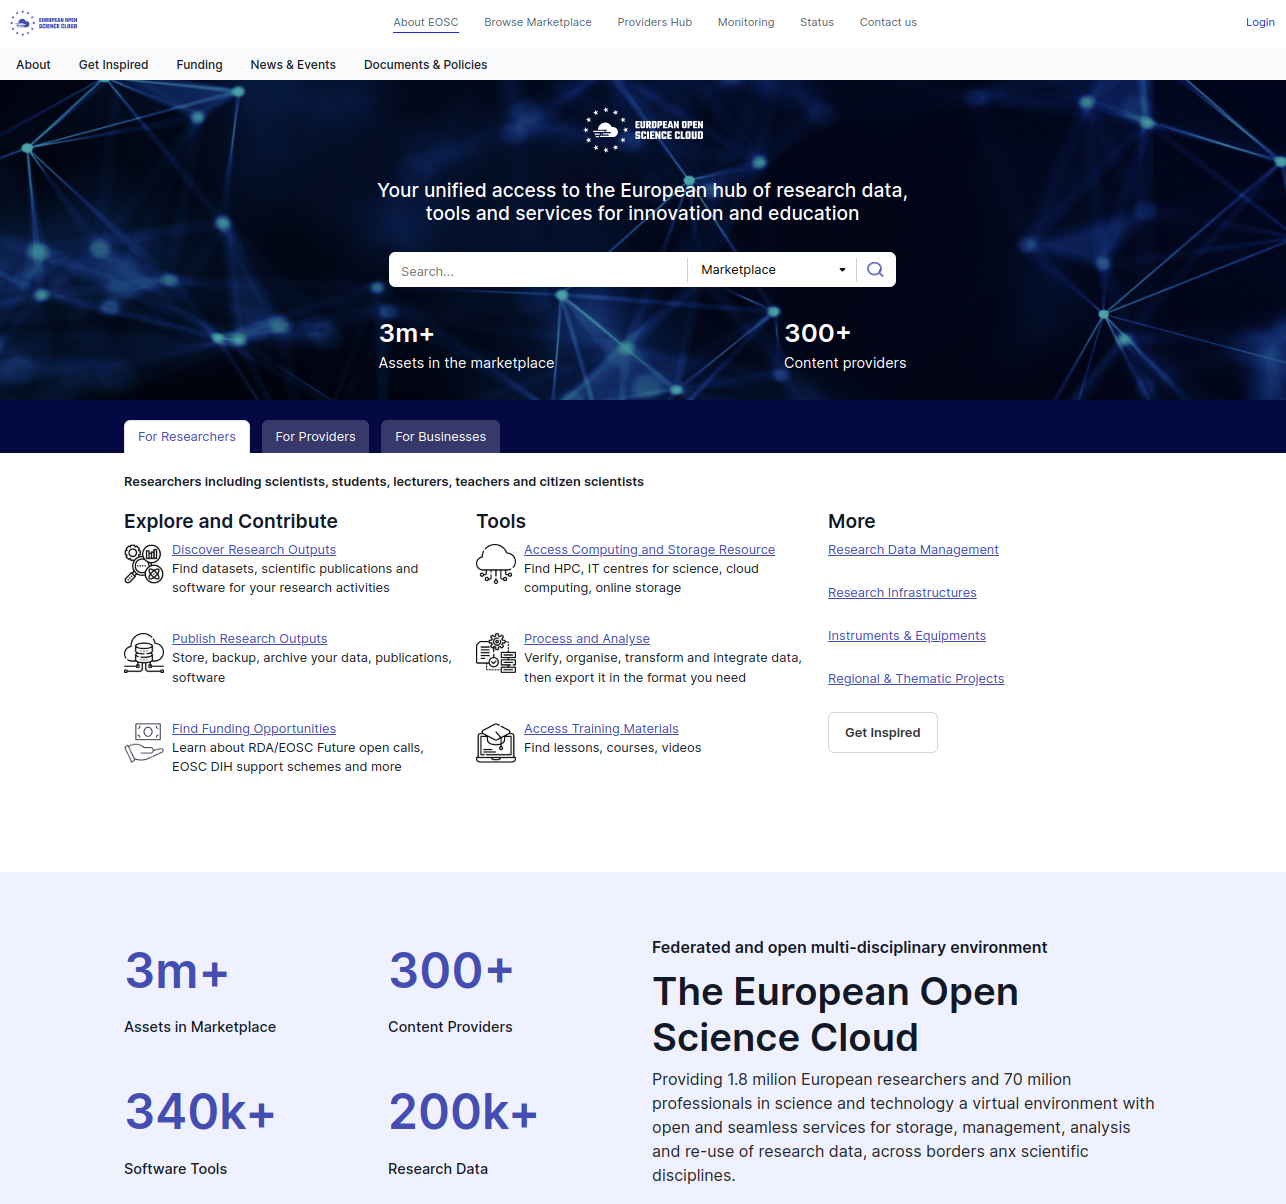 EUROPEAN OPEN
SCIENCE CLOUD
About EOSC
Browse Marketplace
Providers Hub
Monitoring
Status
Contact us
Login
About
Get Inspired
Funding
News & Events
Documents & Policies
EUROPEAN OPEN
SCIENCE CLOUD
Your unified access to the European hub of research data,
tools and services for innovation and education
Search...
Marketplace
3m+
Assets in the marketplace
300+
Content providers
For Researchers
For Providers
For Businesses
Researchers including scientists, students, lecturers, teachers and citizen scientists
Explore and Contribute
Discover Research Outputs
Find datasets, scientific publications and
software for your research activities
Publish Research Outputs
Store, backup, archive your data, publications,
software
Find Funding Opportunities
Learn about RDA/EOSC Future open calls,
EOSC DIH support schemes and more
Tools
Access Computing and Storage Resource
Find HPC, IT centres for science, cloud
computing, online storage
Process and Analyse
Verify, organise, transform and integrate data,
then export it in the format you need
Access Training Materials
Find lessons, courses, videos
More
Research Data Management
Research Infrastructures
Instruments & Equipments
Regional & Thematic Projects
Get Inspired
3m+
Assets in Marketplace
300+
Content Providers
340k+
Software Tools
200k+
Research Data
Federated and open multi-disciplinary environment
The European Open
Science Cloud
Providing 1.8 milion European researchers and 70 milion
professionals in science and technology a virtual environment with
open and seamless services for storage, management, analysis
and re-use of research data, across borders anx scientific
disciplines.